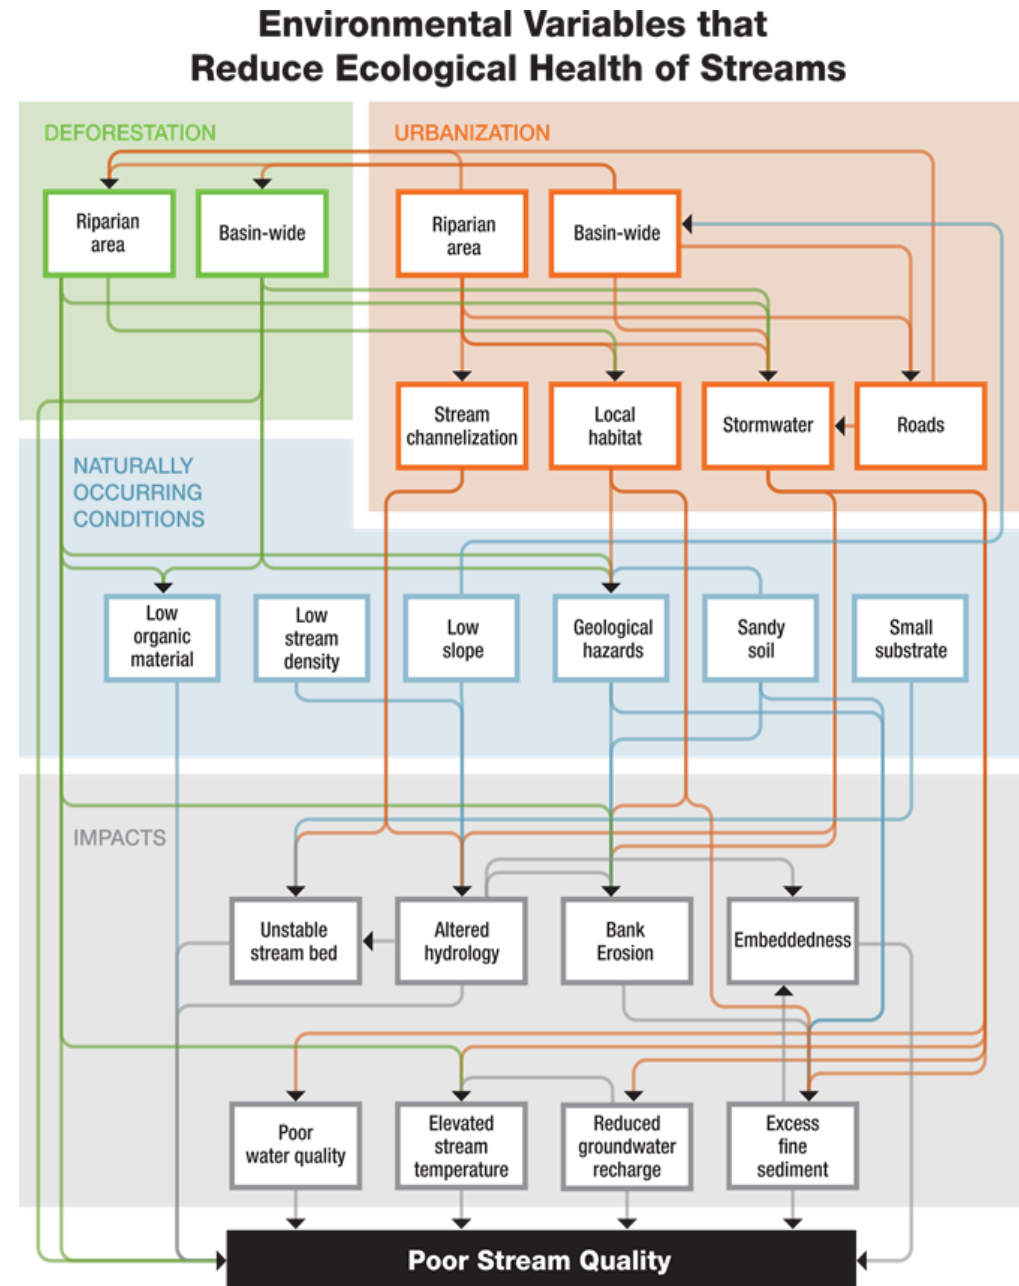 Environmental Variables that
Reduce Ecological Health of Streams
DEFORESTATION
URBANIZATION
Riparian
area
Basin-wide
Riparian
area
Basin-wide
Stream
channelization
Local
habitat
Stormwater
Roads
NATURALLY
OCCURRING
CONDITIONS
Low
organic
material
Low
stream
density
Low
slope
Geological
hazards
Sandy
soil
Small
substrate
IMPACTS
Unstable
stream bed
Altered
hydrology
Bank
Erosion
Embeddedness
Poor
water quality
Elevated
stream
temperature
Reduced
groundwater
recharge
Excess
fine
sediment
Poor Stream Quality